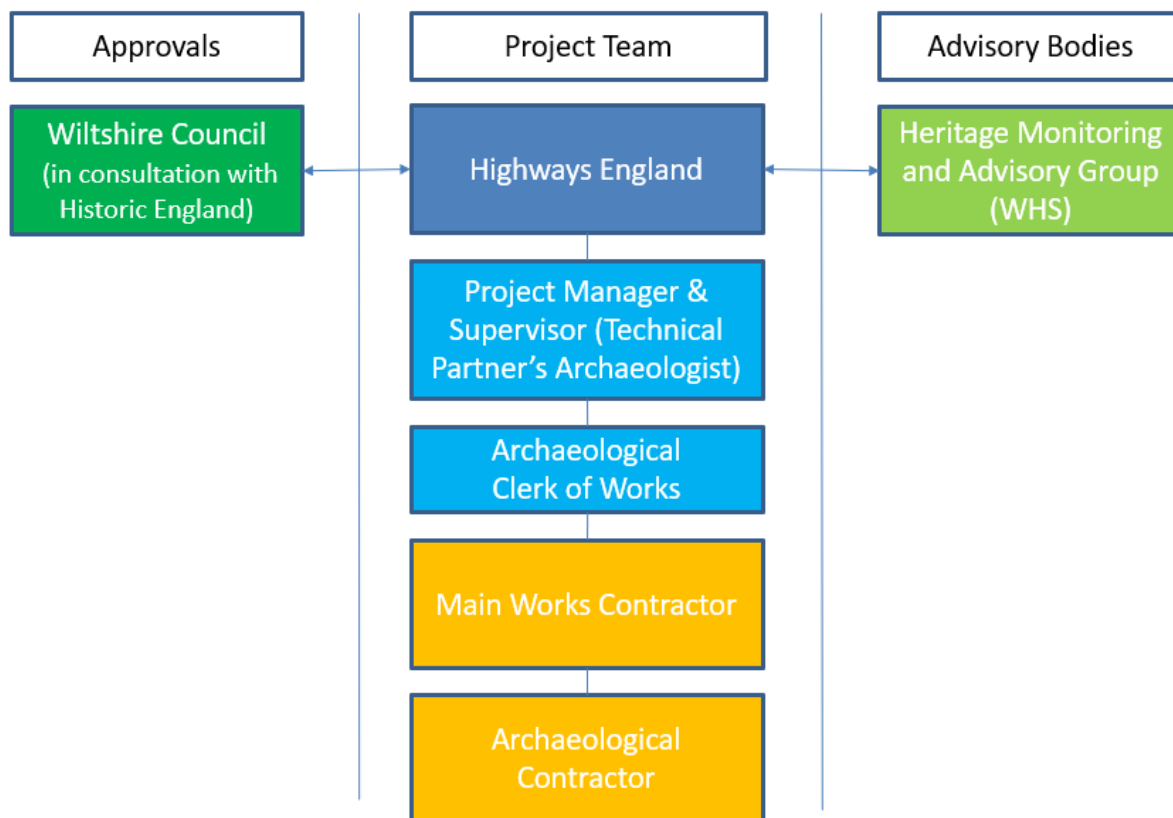 Approvals
Project Team
Advisory Bodies
Wiltshire Council
(in consultation with
Historic England)
Highways England
Heritage Monitoring
and Advisory Group
(WHS)
Project Manager &
Supervisor (Technical
Partner’s Archaeologist)
Archaeological
Clerk of Works
Main Works Contractor
Archaeological
Contractor